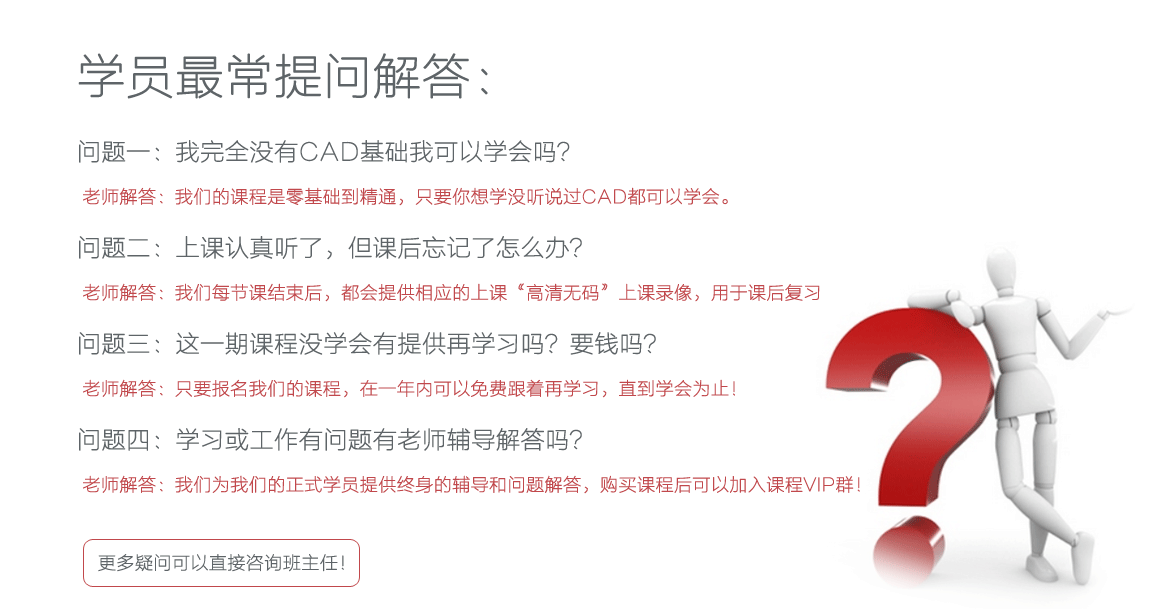 学员最常提问解答：
问题一：我完全没有CAD基础我可以学会吗？
老师解答：我们的课程是零基础到精通，只要你想学没听说过CAD都可以学会。
问题二：上课认真听了，但课后忘记了怎么办？
老师解答：我们每节课结束后，都会提供相应的上课“高清无码”上课录像，用于课后复习
问题三：这一期课程没学会有提供再学习吗？要钱吗？
老师解答：只要报名我们的课程，在一年内可以免费跟着再学习，直到学会为止！
问题四：学习或工作有问题有老师辅导解答吗？
老师解答：我们为我们的正式学员提供终身的辅导和问题解答，购买课程后可以加入课程VIP群！
更多疑问可以直接咨询班主任！